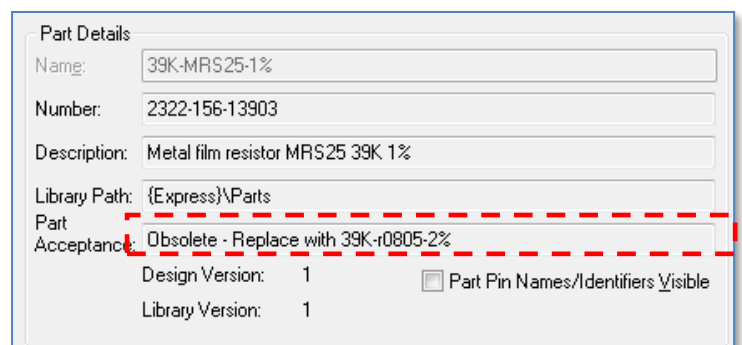 Part Details
Name: 39K-MRS25-1%
Number: 2322-156-13903
Description: Metal film resistor MRS25 39K 1%
Library Path: {Express}\Parts
Part
Acceptance: Obsolete - Replace with 39K-r0805-2%
Design Version: 1 Part Pin Names/Identifiers Visible
Library Version: 1